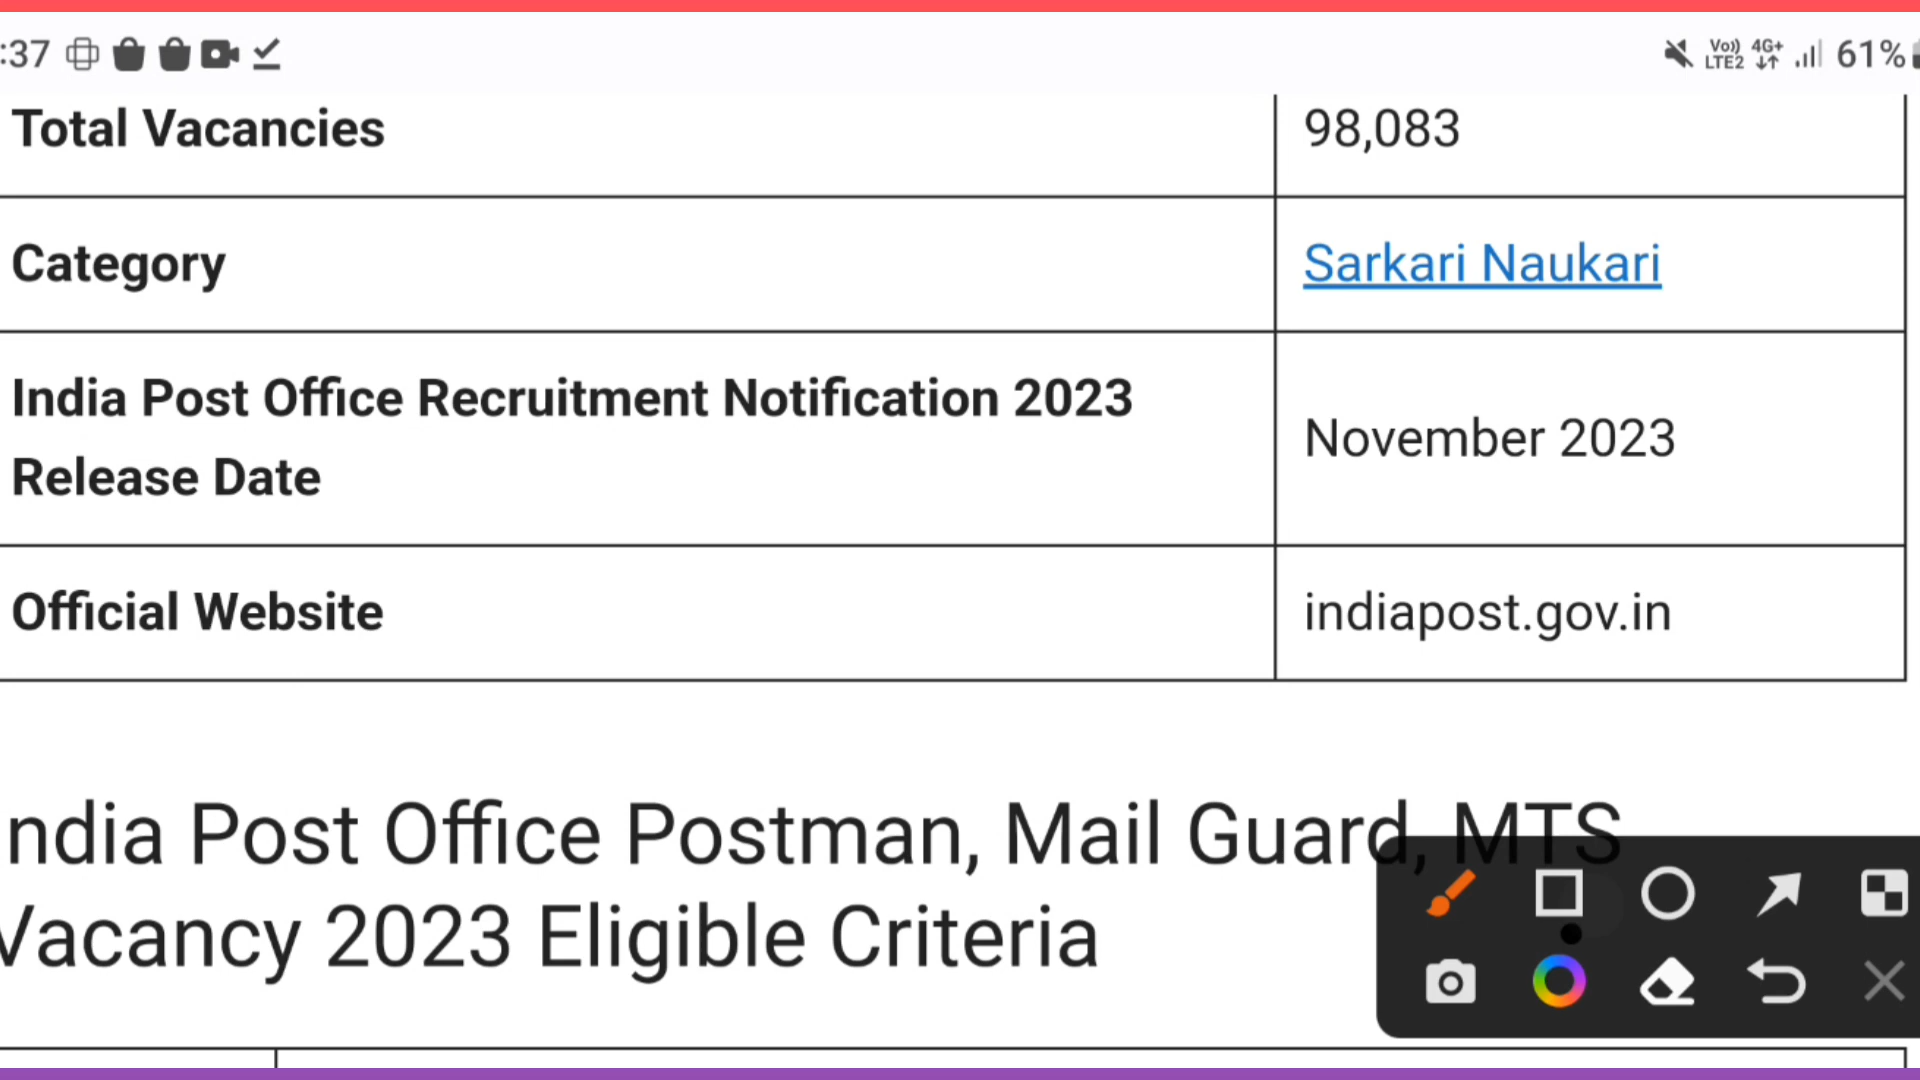 :37 Vo)) LTE2 4G+ 61%
Total Vacancies 98,083
Category Sarkari Naukari
India Post Office Recruitment Notification 2023
Release Date November 2023
Official Website indiapost.gov.in
ndia Post Office Postman, Mail Guard, MTS
Vacancy 2023 Eligible Criteria